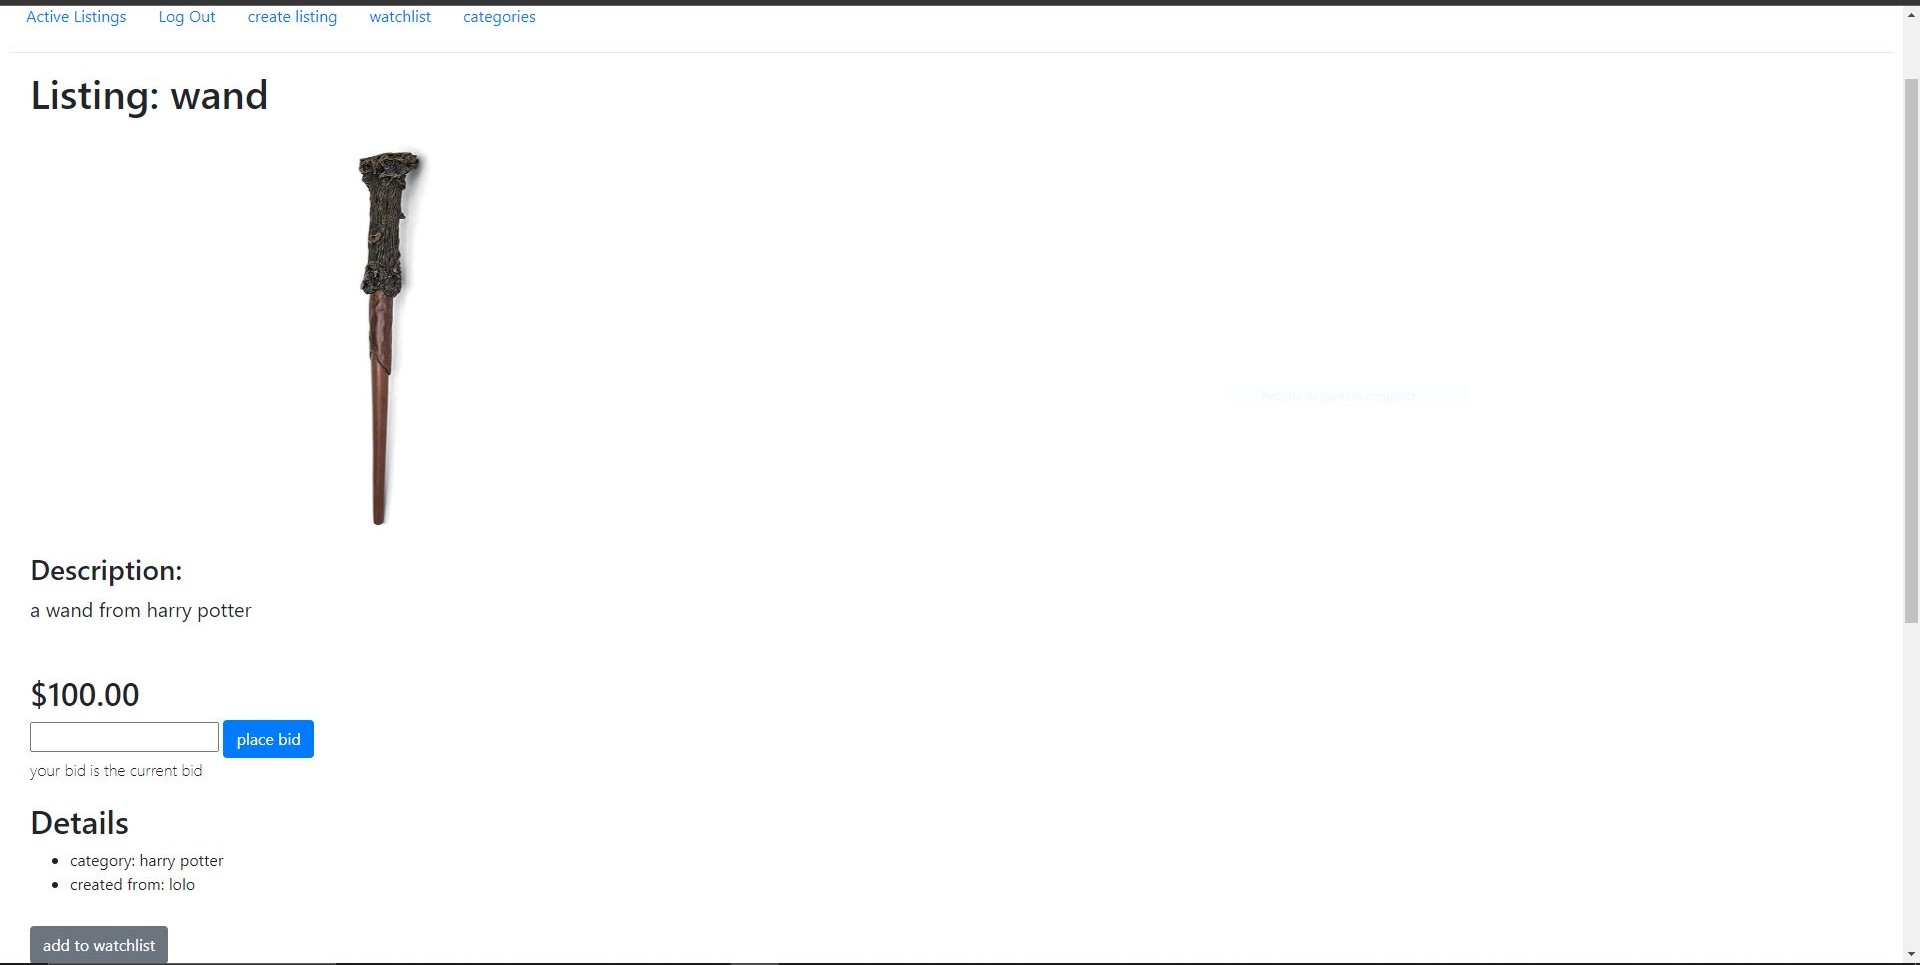 Active Listings Log Out create listing watchlist categories
Listing: wand
Description:
a wand from harry potter
$100.00
place bid
your bid is the current bid
Details
category: harry potter
created from: lolo
add to watchlist